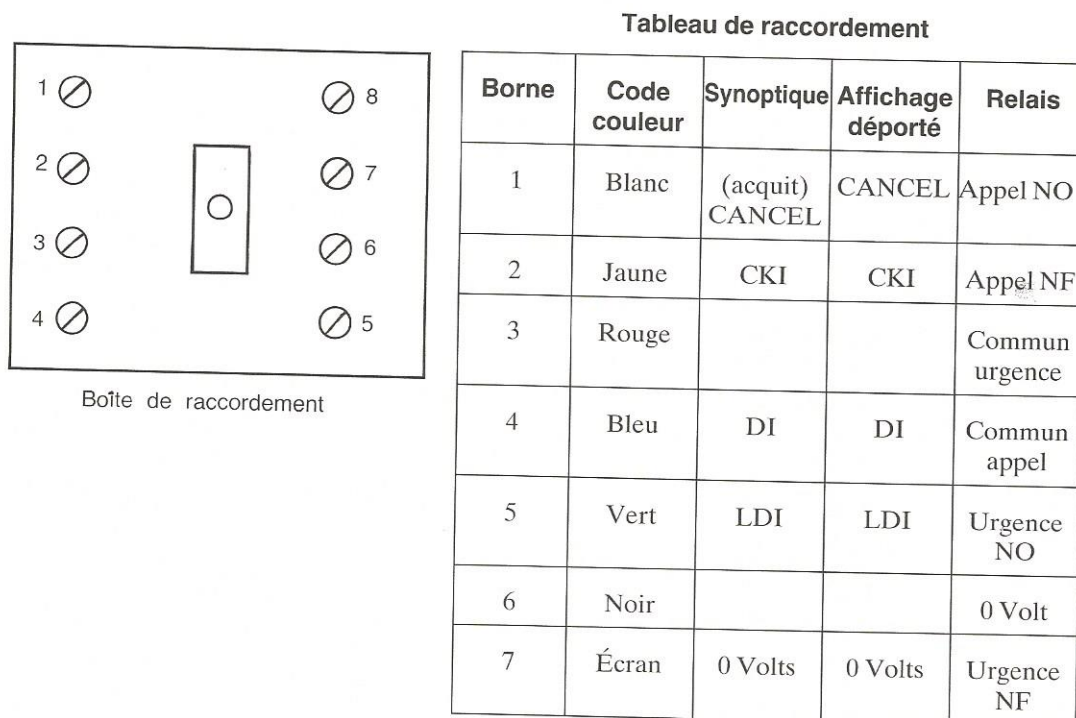 Tableau de raccordement
1
2
3
4
8
7
6
5
Boîte de raccordement
Borne Code couleur Synoptique Affichage déporté Relais
1 Blanc (acquit) CANCEL CANCEL Appel NO
2 Jaune CKI CKI Appel NF
3 Rouge Commun urgence
4 Bleu DI DI Commun appel
5 Vert LDI LDI Urgence NO
6 Noir 0 Volt
7 Écran 0 Volts 0 Volts Urgence NF